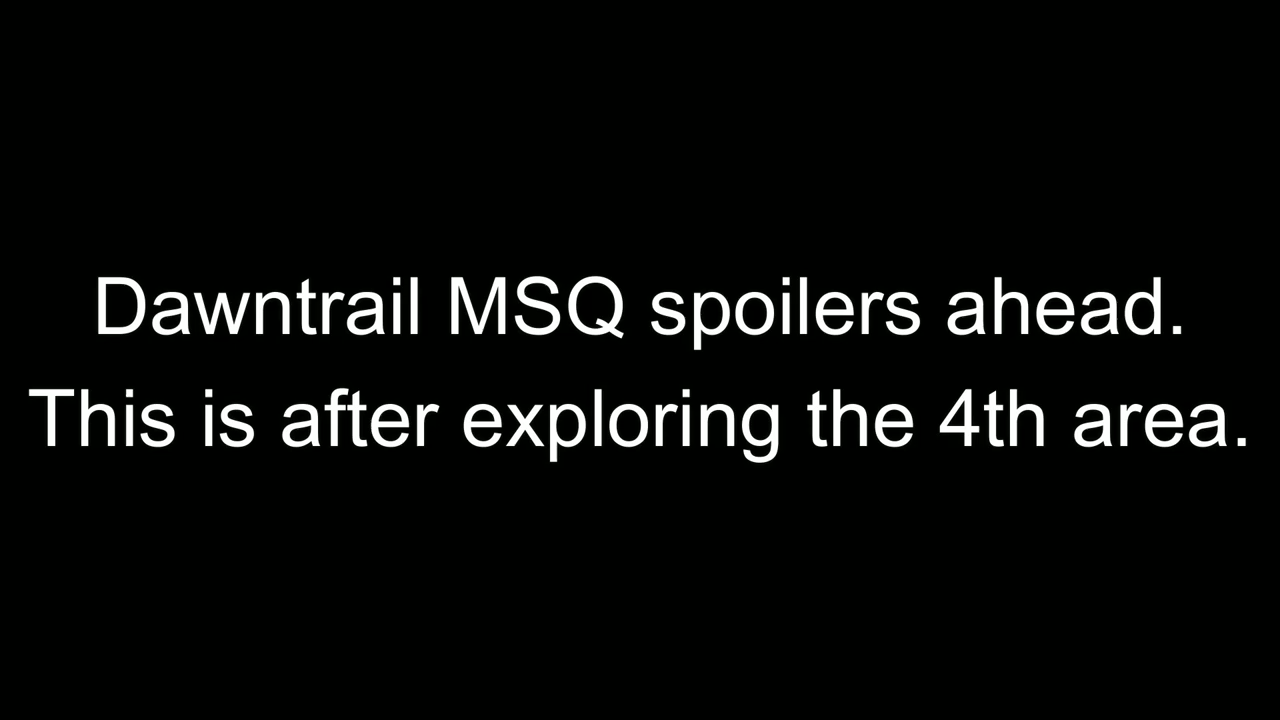 Dawntrail MSQ spoilers ahead.
This is after exploring the 4th area.